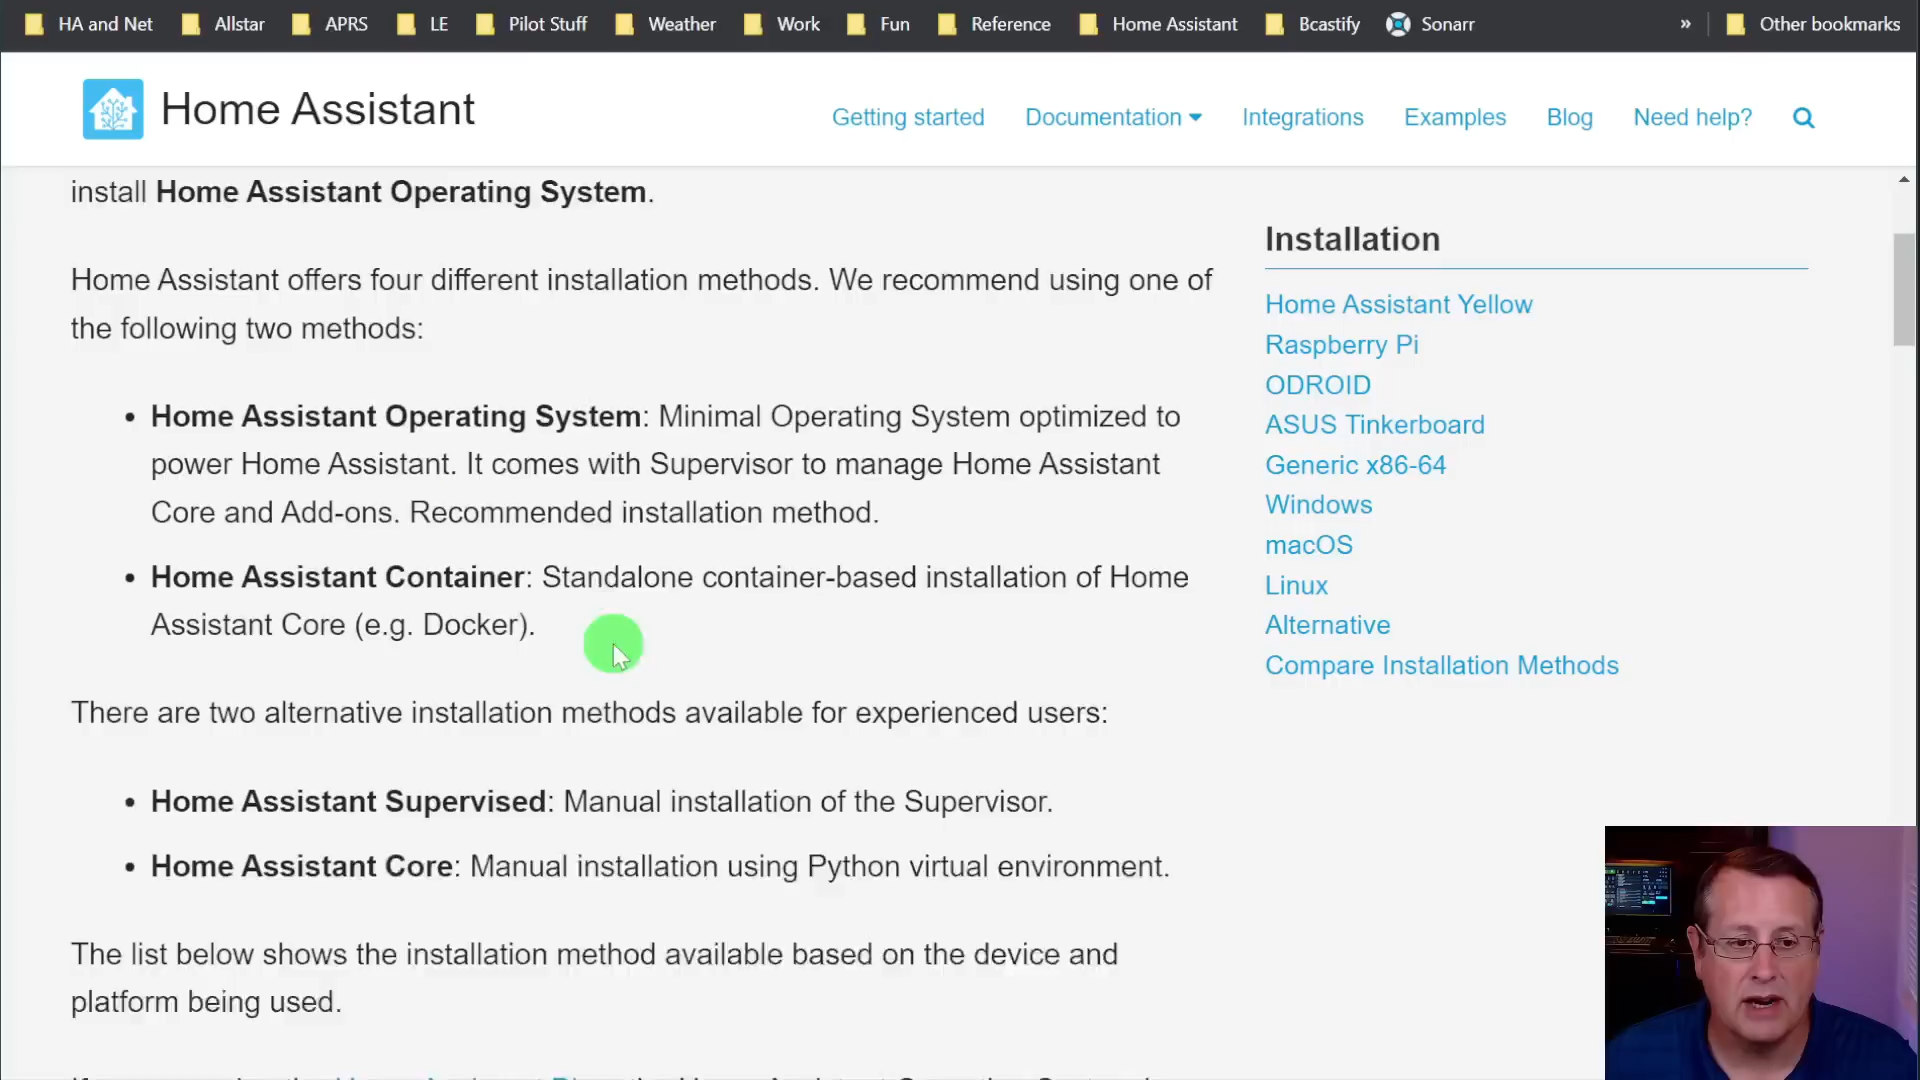 HA and Net Allstar APRS LE Pilot Stuff Weather Work Fun Reference Home Assistant Bcastify Sonarr » Other bookmarks
Home Assistant
Getting started Documentation Integrations Examples Blog Need help?
install Home Assistant Operating System.
Home Assistant offers four different installation methods. We recommend using one of
the following two methods:
• Home Assistant Operating System: Minimal Operating System optimized to
power Home Assistant. It comes with Supervisor to manage Home Assistant
Core and Add-ons. Recommended installation method.
• Home Assistant Container: Standalone container-based installation of Home
Assistant Core (e.g. Docker).
There are two alternative installation methods available for experienced users:
• Home Assistant Supervised: Manual installation of the Supervisor.
• Home Assistant Core: Manual installation using Python virtual environment.
The list below shows the installation method available based on the device and
platform being used.
Installation
Home Assistant Yellow
Raspberry Pi
ODROID
ASUS Tinkerboard
Generic x86-64
Windows
macOS
Linux
Alternative
Compare Installation Methods